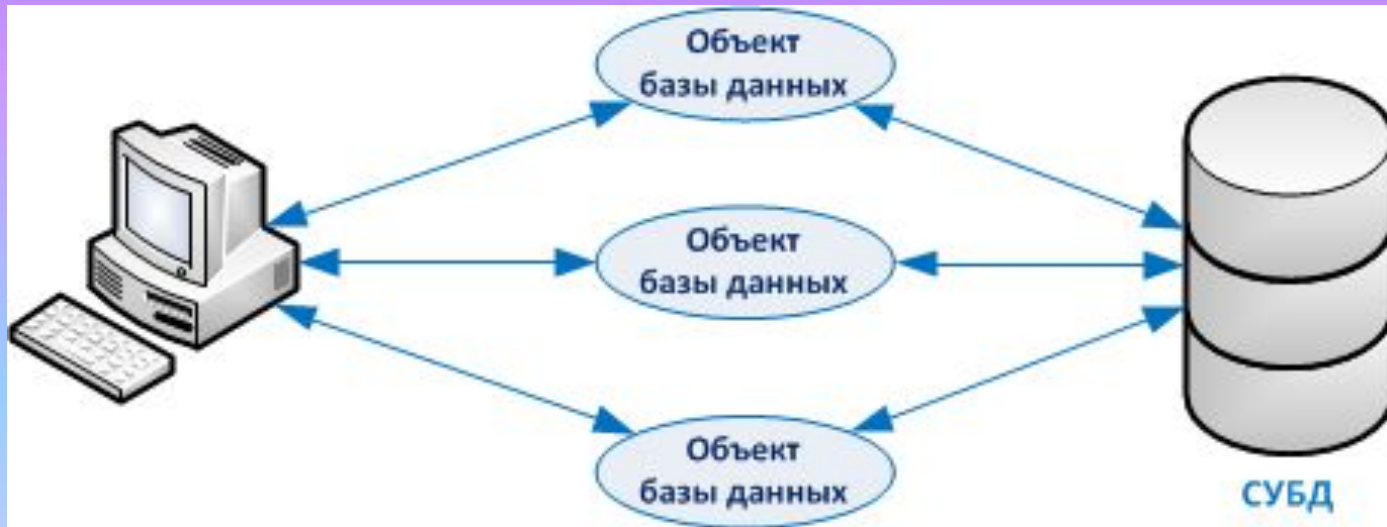 Объект
базы данных
Объект
базы данных
Объект
базы данных
СУБД